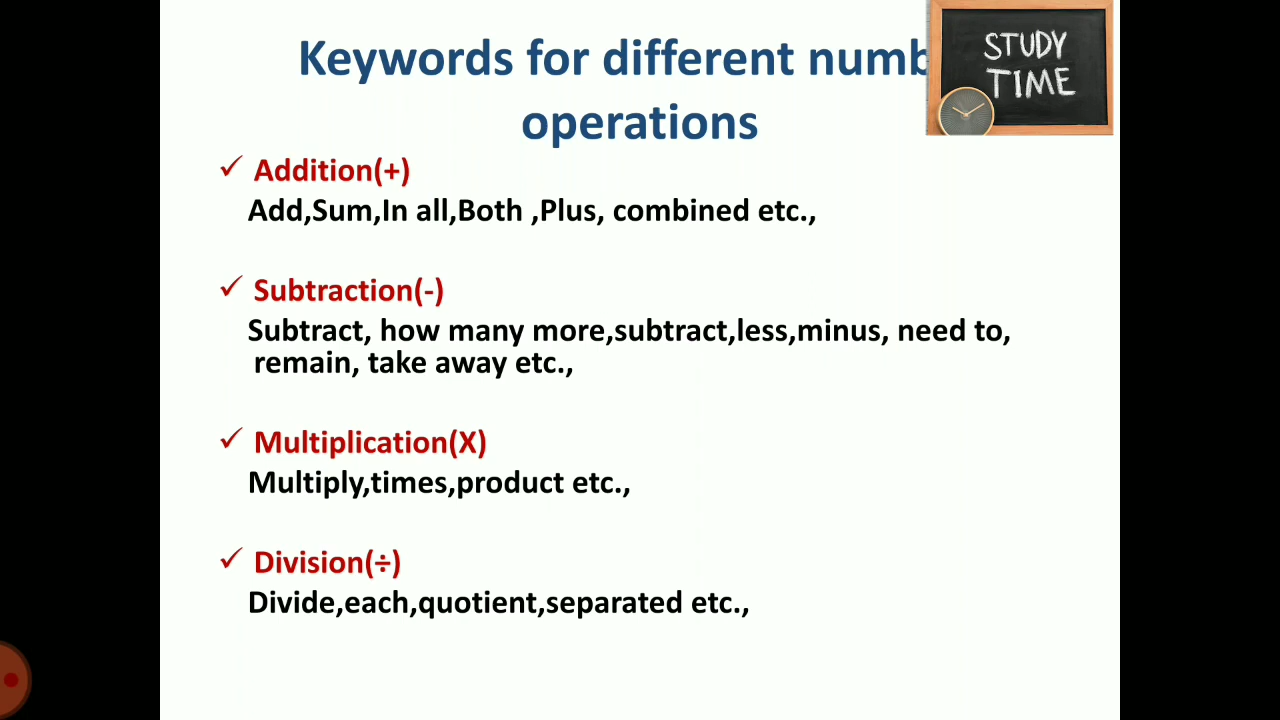 Keywords for different numb
operations
STUDY
TIME
✓ Addition(+)
Add,Sum,In all,Both ,Plus, combined etc.,
✓ Subtraction(-)
Subtract, how many more,subtract,less,minus, need to,
remain, take away etc.,
✓ Multiplication(X)
Multiply,times,product etc.,
✓ Division(÷)
Divide,each,quotient,separated etc.,